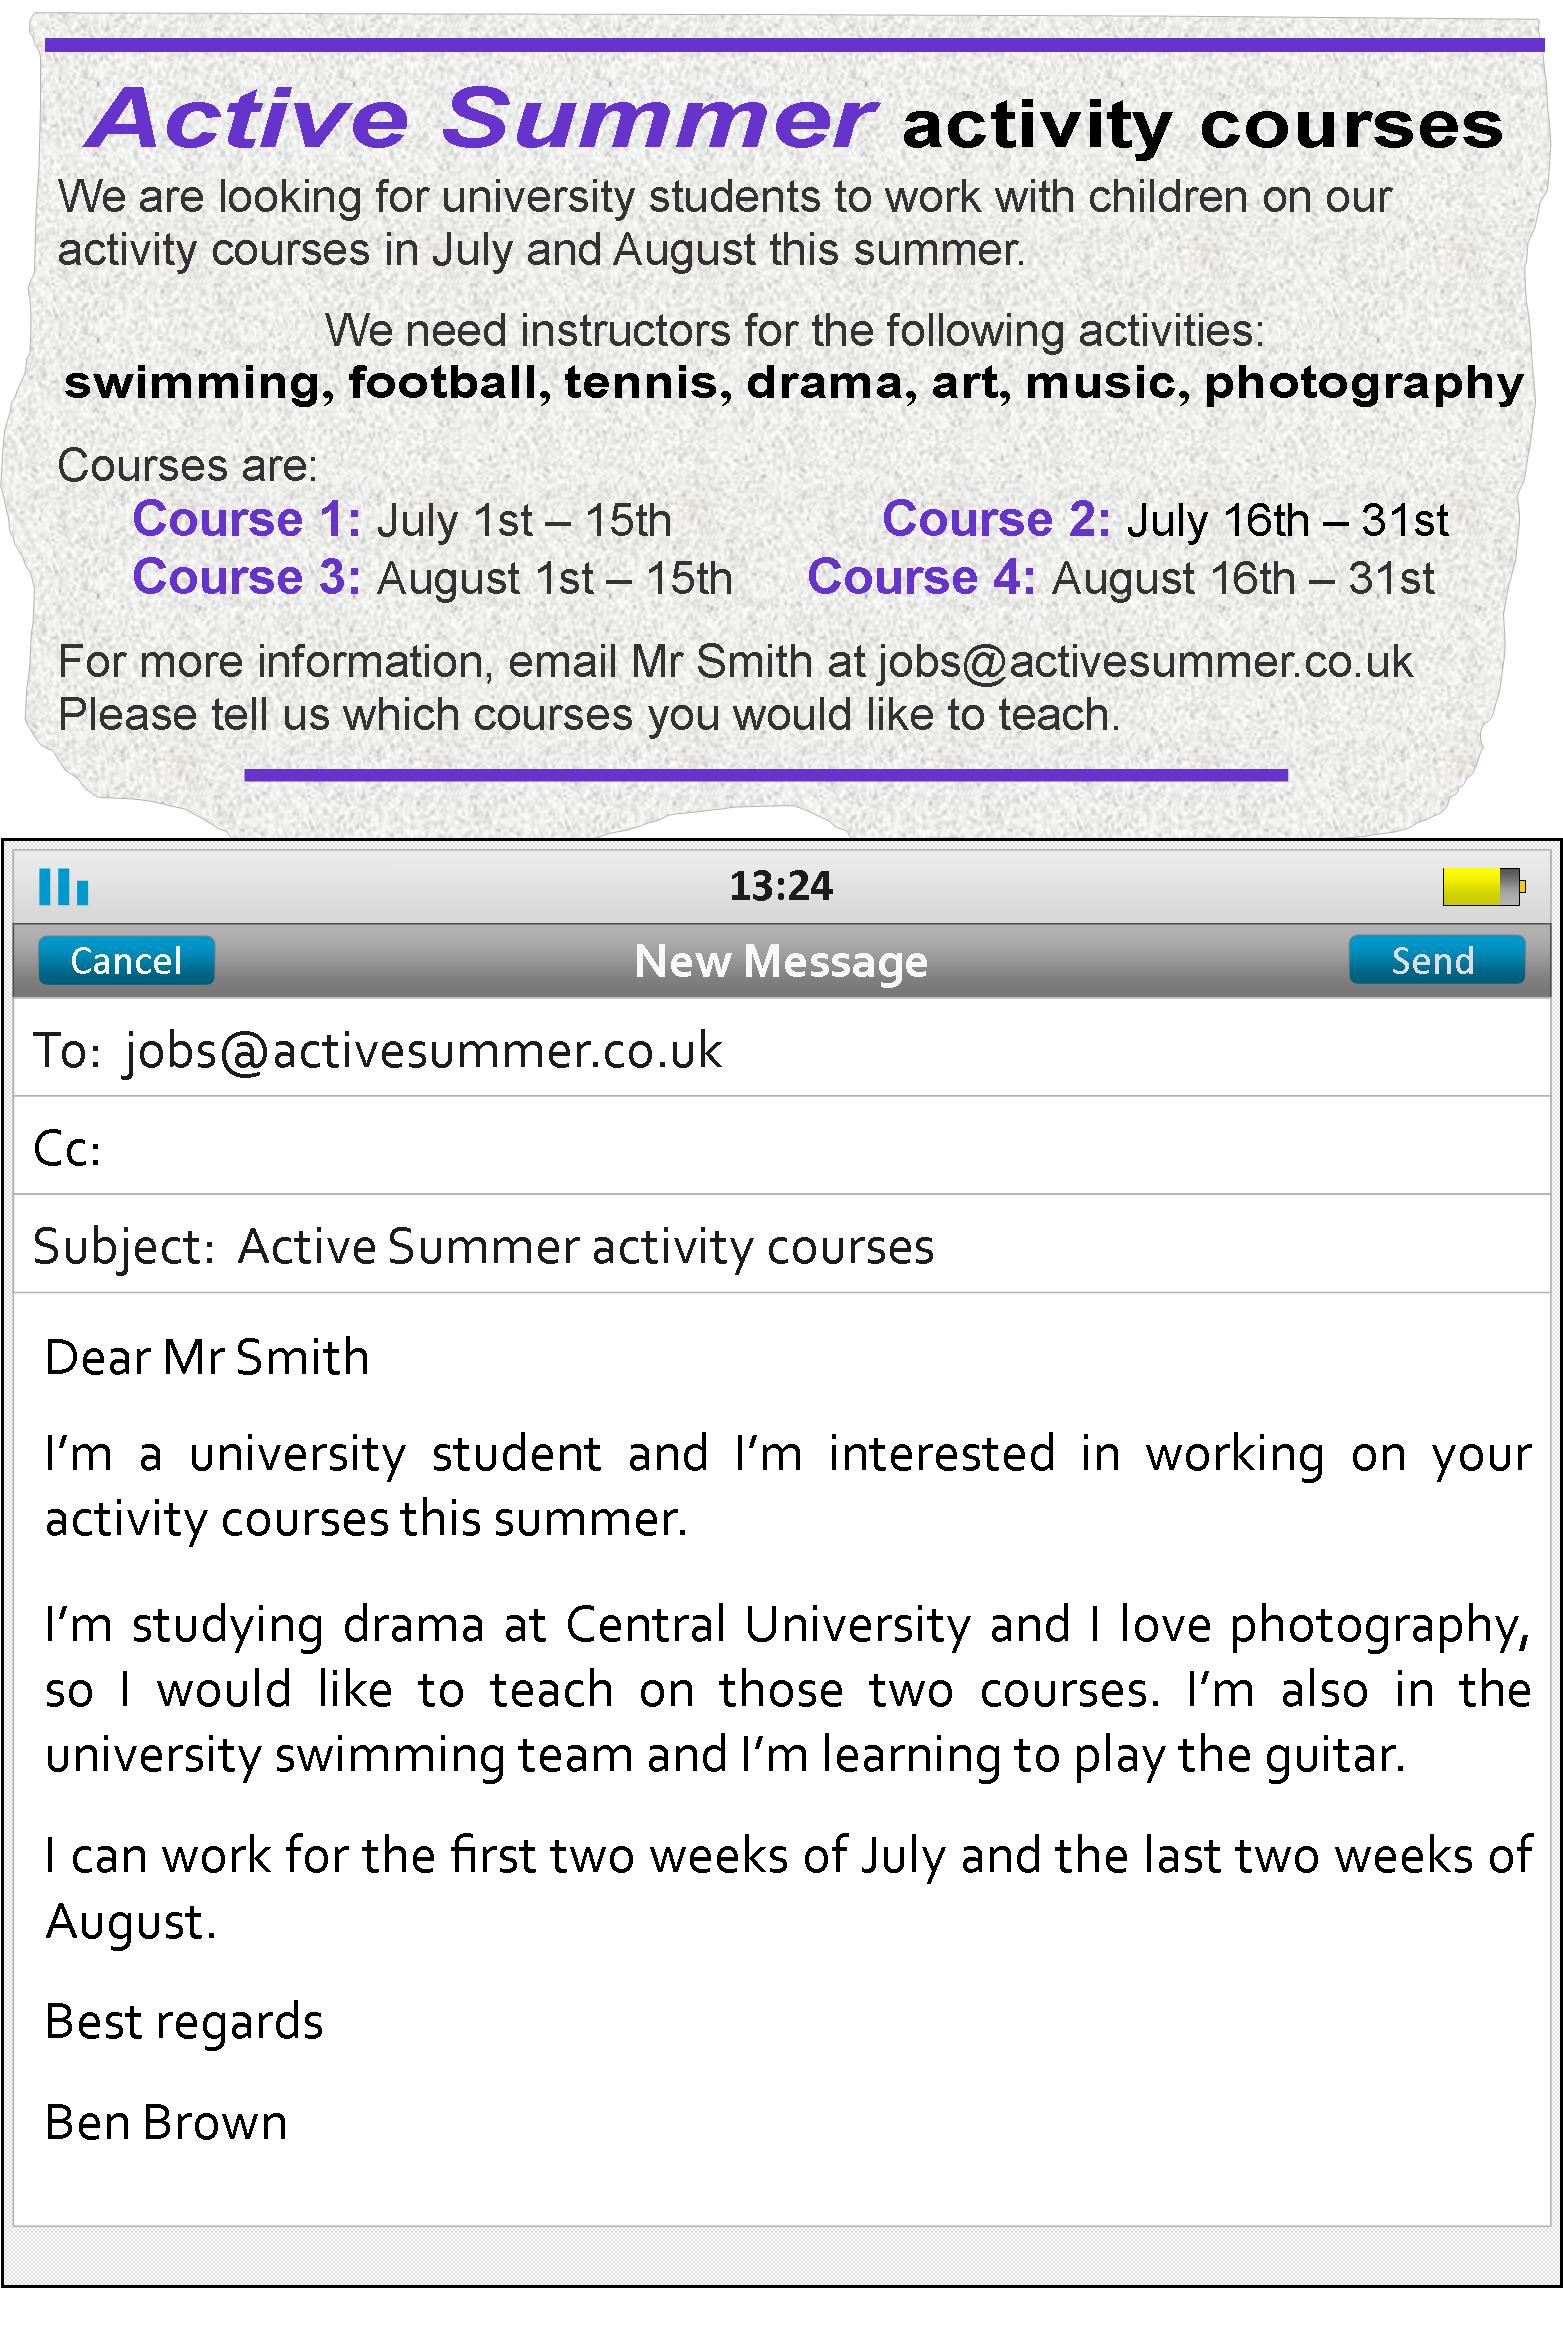 Active Summer activity courses
We are looking for university students to work with children on our
activity courses in July and August this summer.
We need instructors for the following activities:
swimming, football, tennis, drama, art, music, photography
Courses are:
Course 1: July 1st – 15th Course 2: July 16th – 31st
Course 3: August 1st – 15th Course 4: August 16th – 31st
For more information, email Mr Smith at jobs@activesummer.co.uk
Please tell us which courses you would like to teach.
13:24
Cancel New Message Send
To: jobs@activesummer.co.uk
Cc:
Subject: Active Summer activity courses
Dear Mr Smith
I’m a university student and I’m interested in working on your
activity courses this summer.
I’m studying drama at Central University and I love photography,
so I would like to teach on those two courses. I’m also in the
university swimming team and I’m learning to play the guitar.
I can work for the first two weeks of July and the last two weeks of
August.
Best regards
Ben Brown